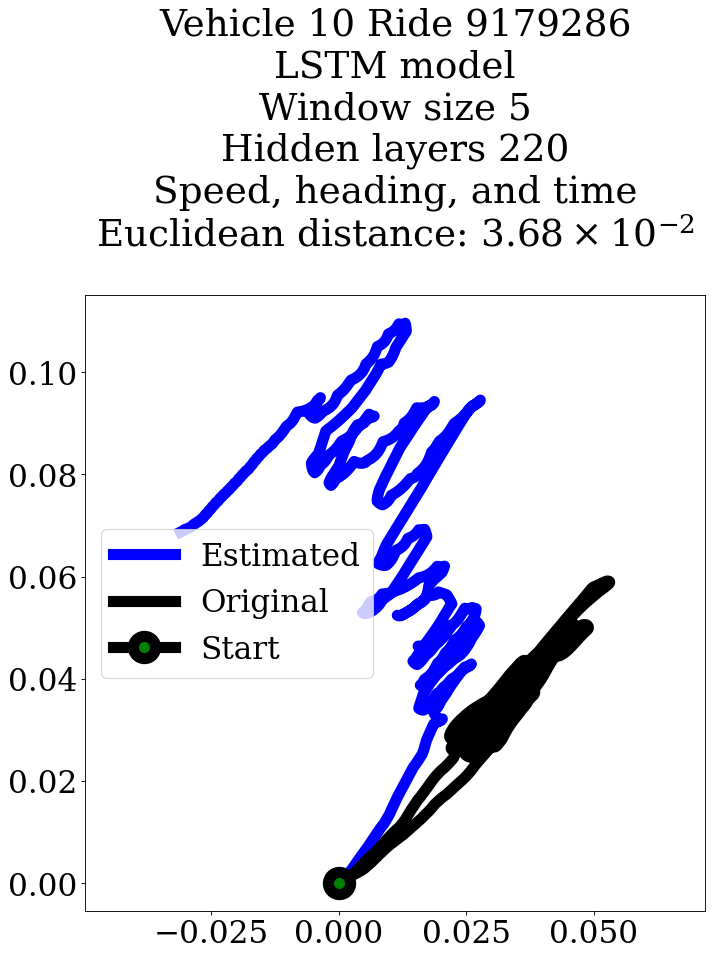 Vehicle 10 Ride 9179286
LSTM model
Window size 5
Hidden layers 220
Speed, heading, and time
Euclidean distance: 3.68 × 10⁻²
0.10
0.08
0.06
0.04
0.02
0.00
Estimated
Original
Start
−0.025 0.000 0.025 0.050